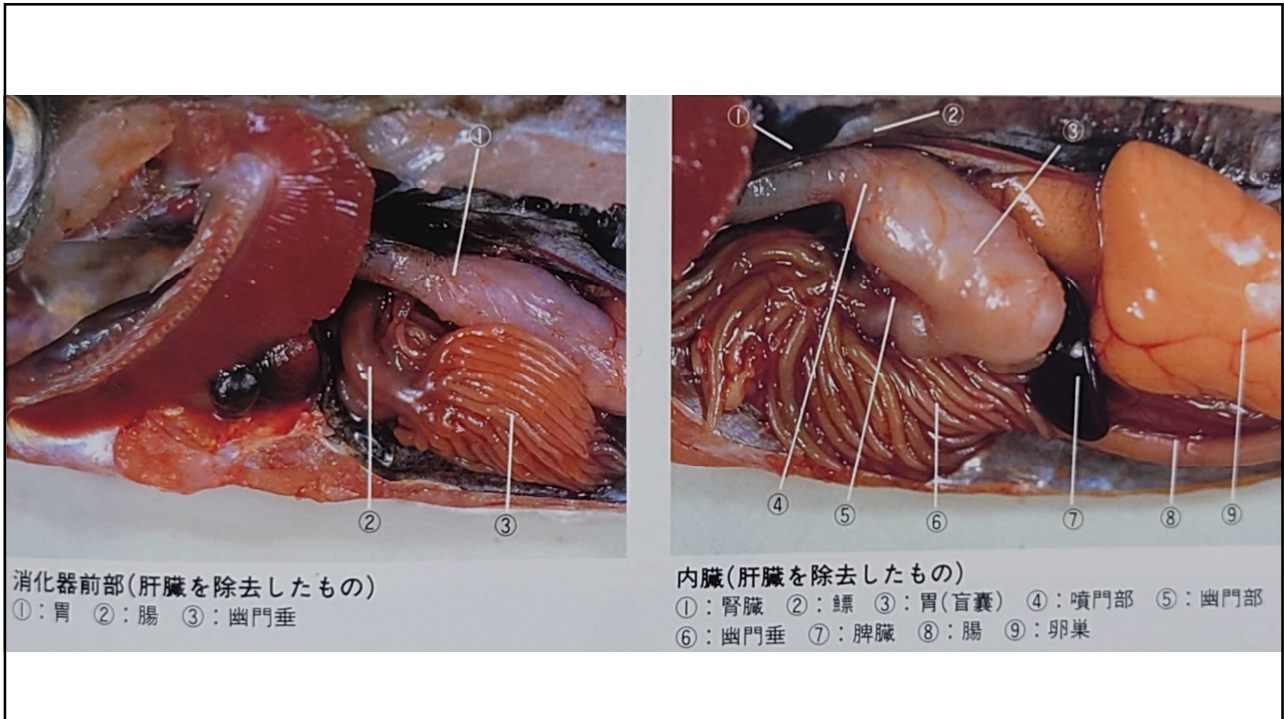 ①
②
③
消化器前部(肝臓を除去したもの)
①：胃 ②：腸 ③：幽門垂
①
②
③
④
⑤
⑥
⑦
⑧
⑨
内臓(肝臓を除去したもの)
①：腎臓 ②：鰾 ③：胃(盲嚢) ④：噴門部 ⑤：幽門部
⑥：幽門垂 ⑦：脾臓 ⑧：腸 ⑨：卵巣